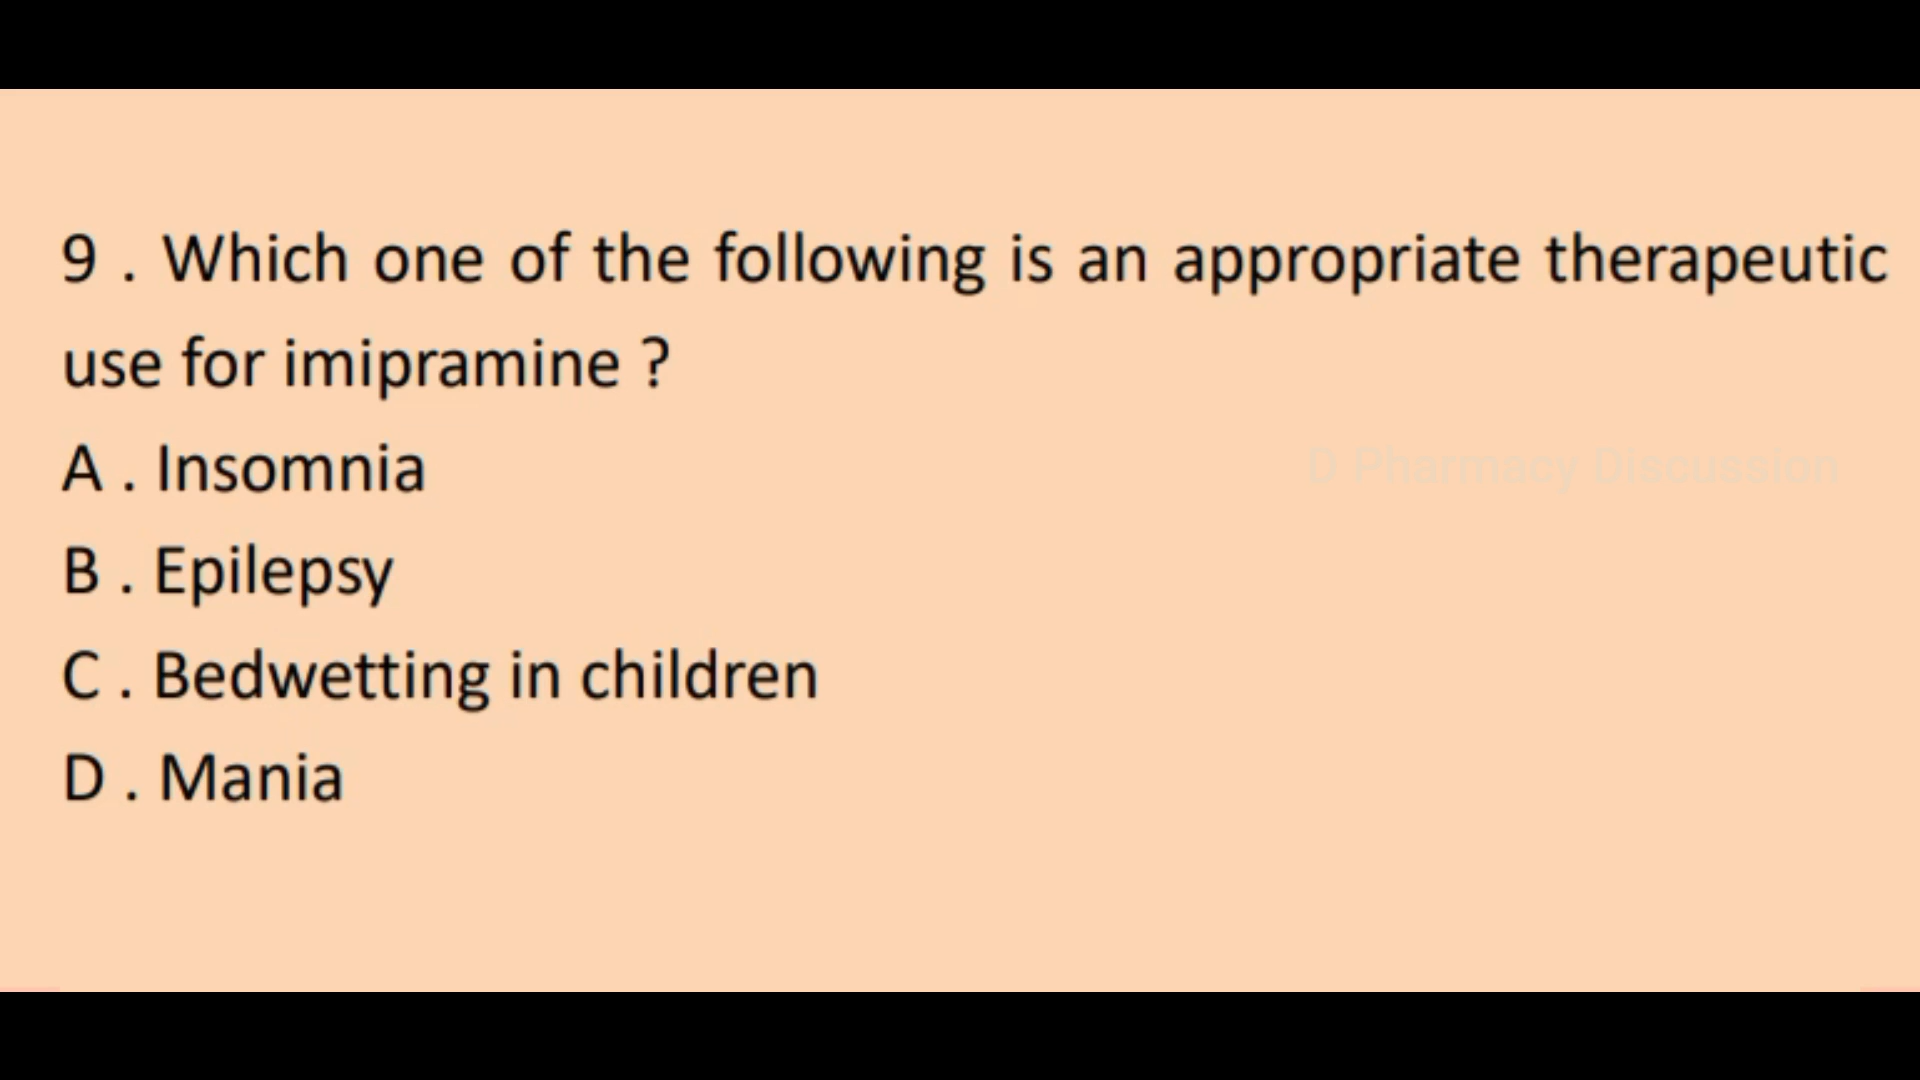 9 . Which one of the following is an appropriate therapeutic
use for imipramine ?
A . Insomnia
D Pharmacy Discussion
B . Epilepsy
C . Bedwetting in children
D . Mania